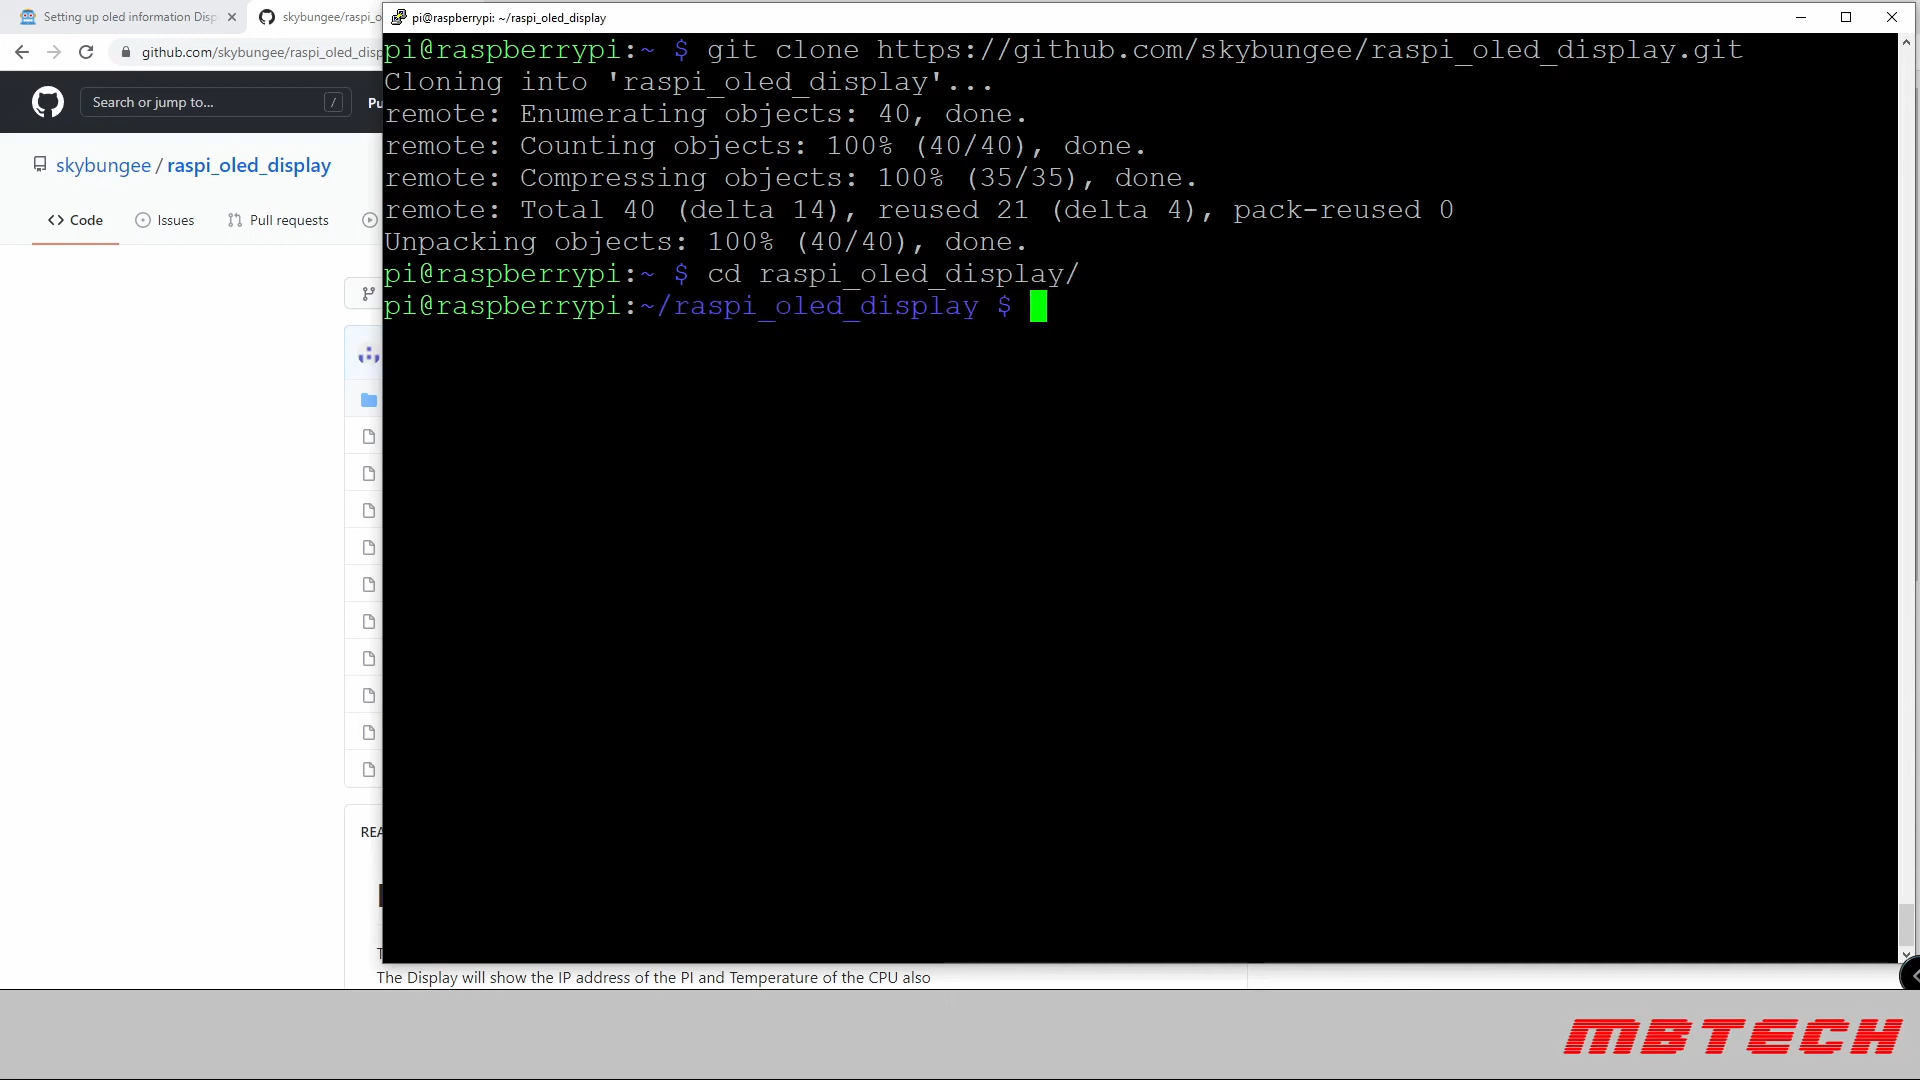 Setting up oled information Disp
skybungee/raspi_o
pi@raspberrypi: ~/raspi_oled_display
github.com/skybungee/raspi_oled_disp
Search or jump to...
/
skybungee / raspi_oled_display
Code
Issues
Pull requests
pi@raspberrypi:~ $ git clone https://github.com/skybungee/raspi_oled_display.git
Cloning into 'raspi_oled_display'...
remote: Enumerating objects: 40, done.
remote: Counting objects: 100% (40/40), done.
remote: Compressing objects: 100% (35/35), done.
remote: Total 40 (delta 14), reused 21 (delta 4), pack-reused 0
Unpacking objects: 100% (40/40), done.
pi@raspberrypi:~ $ cd raspi_oled_display/
pi@raspberrypi:~/raspi_oled_display $
The Display will show the IP address of the PI and Temperature of the CPU also
MBTECH